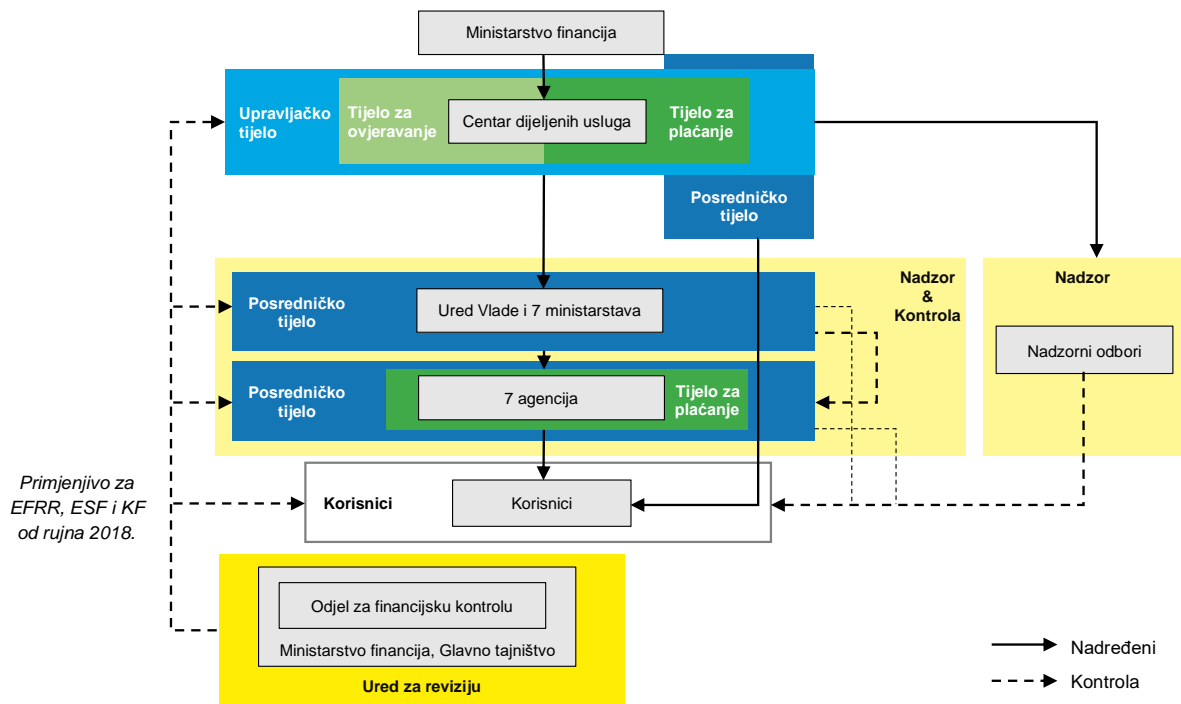 Ministarstvo financija
Upravljačko
tijelo
Tijelo za
ovjeravanje
Centar dijeljenih usluga
Tijelo za
plaćanje
Posredničko
tijelo
Nadzor
&
Kontrola
Nadzor
Posredničko
tijelo
Ured Vlade i 7 ministarstava
Nadzorni odbori
Posredničko
tijelo
7 agencija
Tijelo za
plaćanje
Primjenjivo za
EFRR, ESF i KF
od rujna 2018.
Korisnici
Korisnici
Odjel za financijsku kontrolu
Ministarstvo financija, Glavno tajništvo
Ured za reviziju
Nadređeni
Kontrola